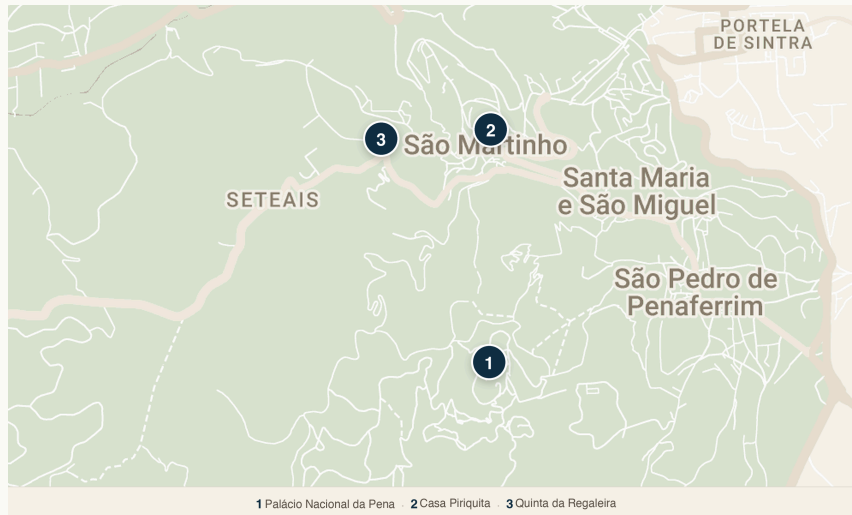 PORTELA
DE SINTRA
3
2
São Martinho
Santa Maria
e São Miguel
SETEAIS
São Pedro de
Penaferrim
1
1 Palácio Nacional da Pena · 2 Casa Piriquita · 3 Quinta da Regaleira